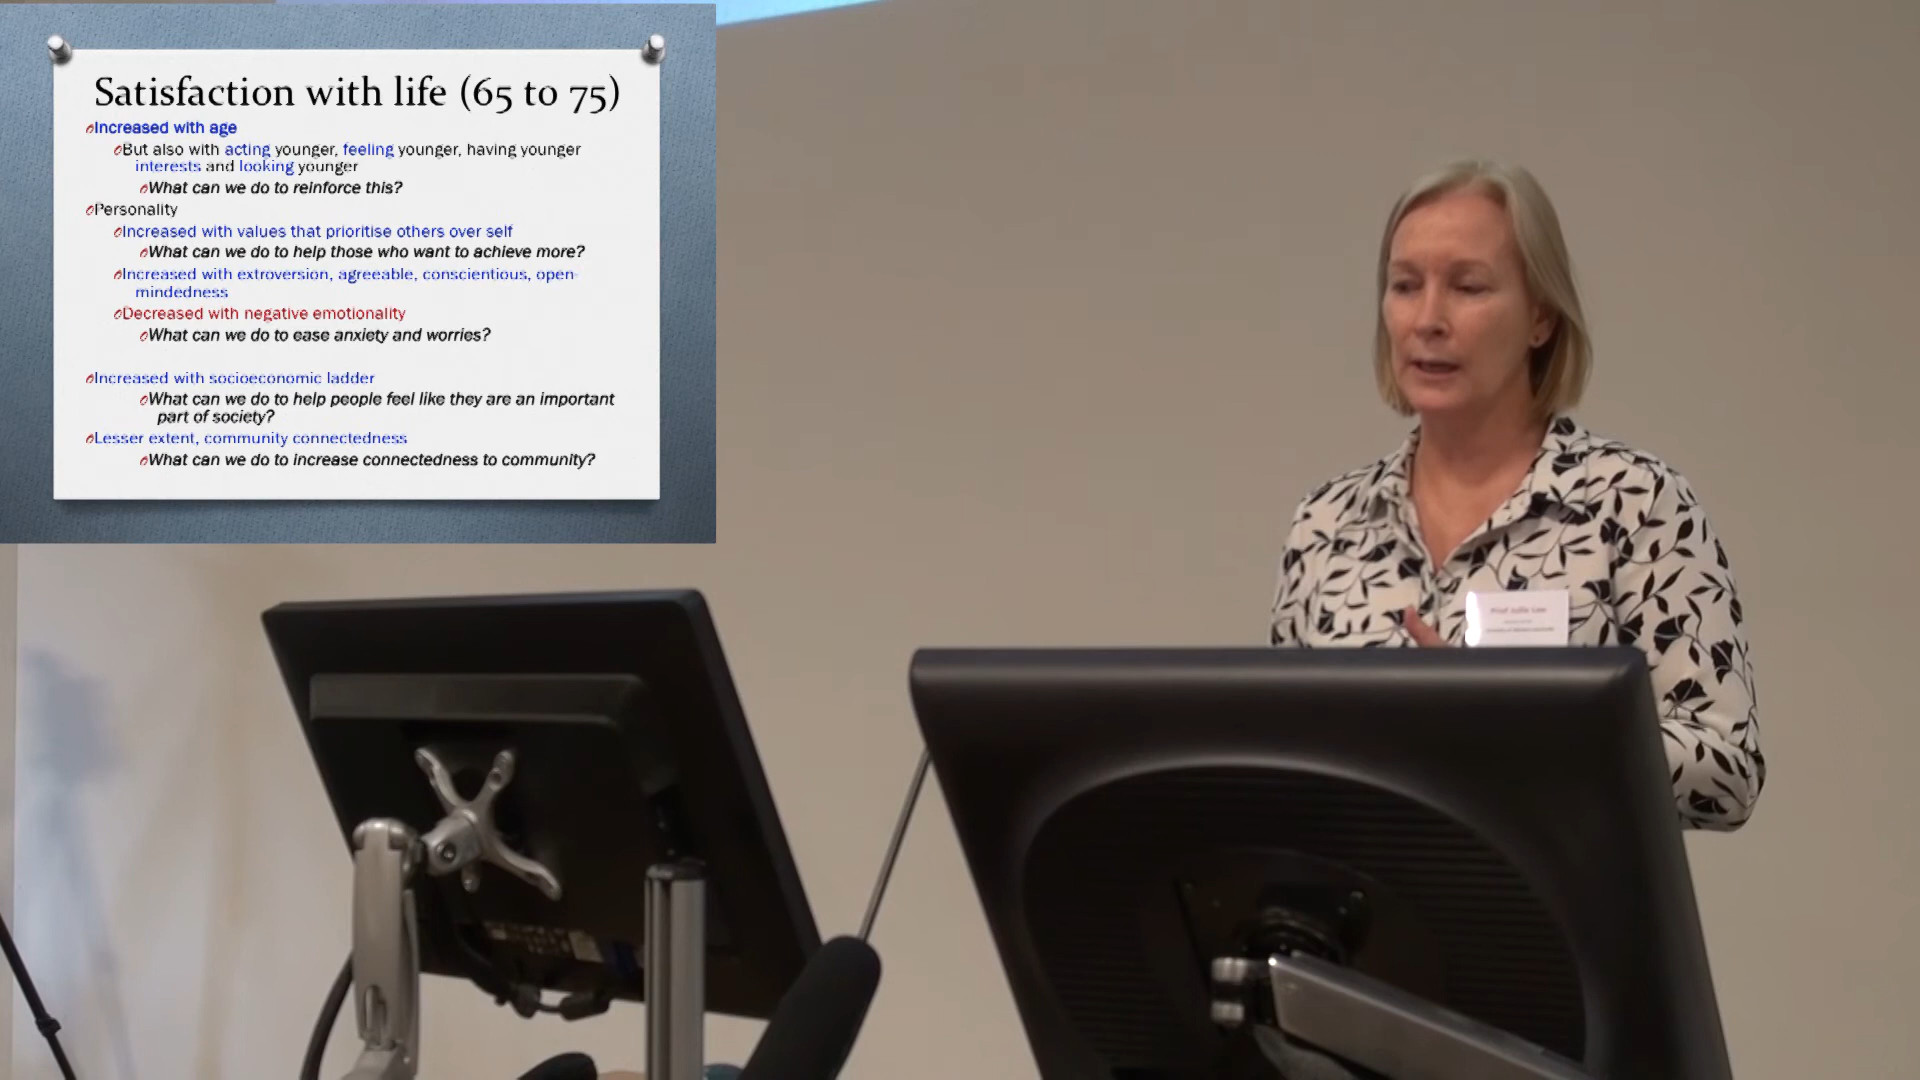 Satisfaction with life (65 to 75)
Increased with age
But also with acting younger, feeling younger, having younger
interests and looking younger
What can we do to reinforce this?
Personality
Increased with values that prioritise others over self
What can we do to help those who want to achieve more?
Increased with extroversion, agreeable, conscientious, open-
mindedness
Decreased with negative emotionality
What can we do to ease anxiety and worries?
Increased with socioeconomic ladder
What can we do to help people feel like they are an important
part of society?
Lesser extent, community connectedness
What can we do to increase connectedness to community?
Prof Julie Lee